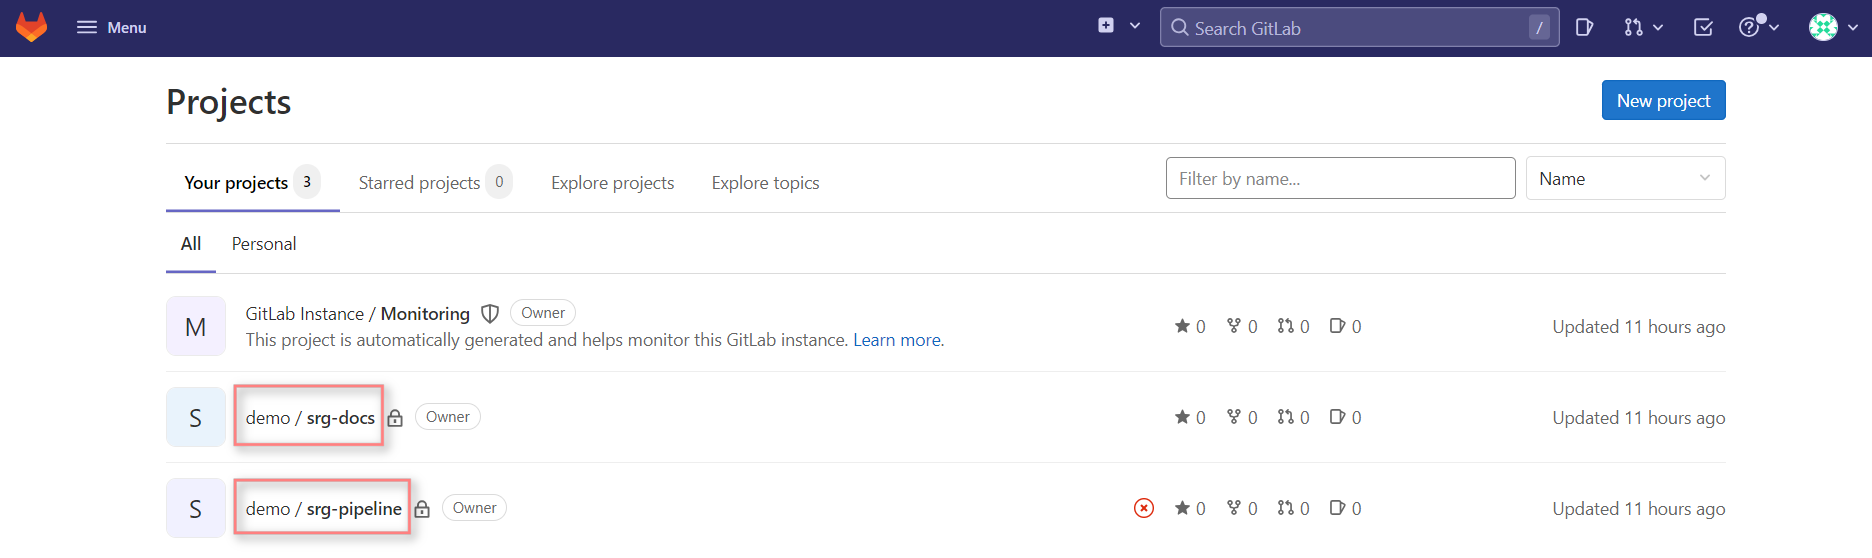 Menu
Search GitLab /
Projects
New project
Your projects 3 Starred projects 0 Explore projects Explore topics
Filter by name... Name
All Personal
M GitLab Instance / Monitoring Owner
This project is automatically generated and helps monitor this GitLab instance. Learn more.
0 0 0 0 Updated 11 hours ago
S demo / srg-docs Owner 0 0 0 0 Updated 11 hours ago
S demo / srg-pipeline Owner 0 0 0 0 Updated 11 hours ago